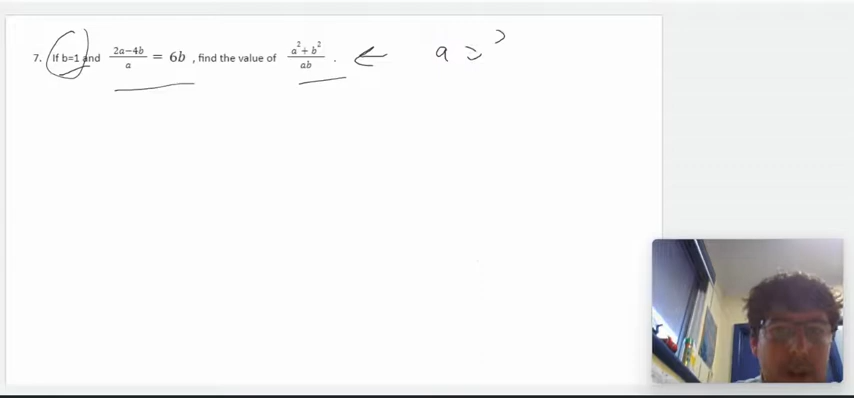 7. If b=1 and (2a-4b)/a = 6b , find the value of (a²+b²)/ab . ← a = ?